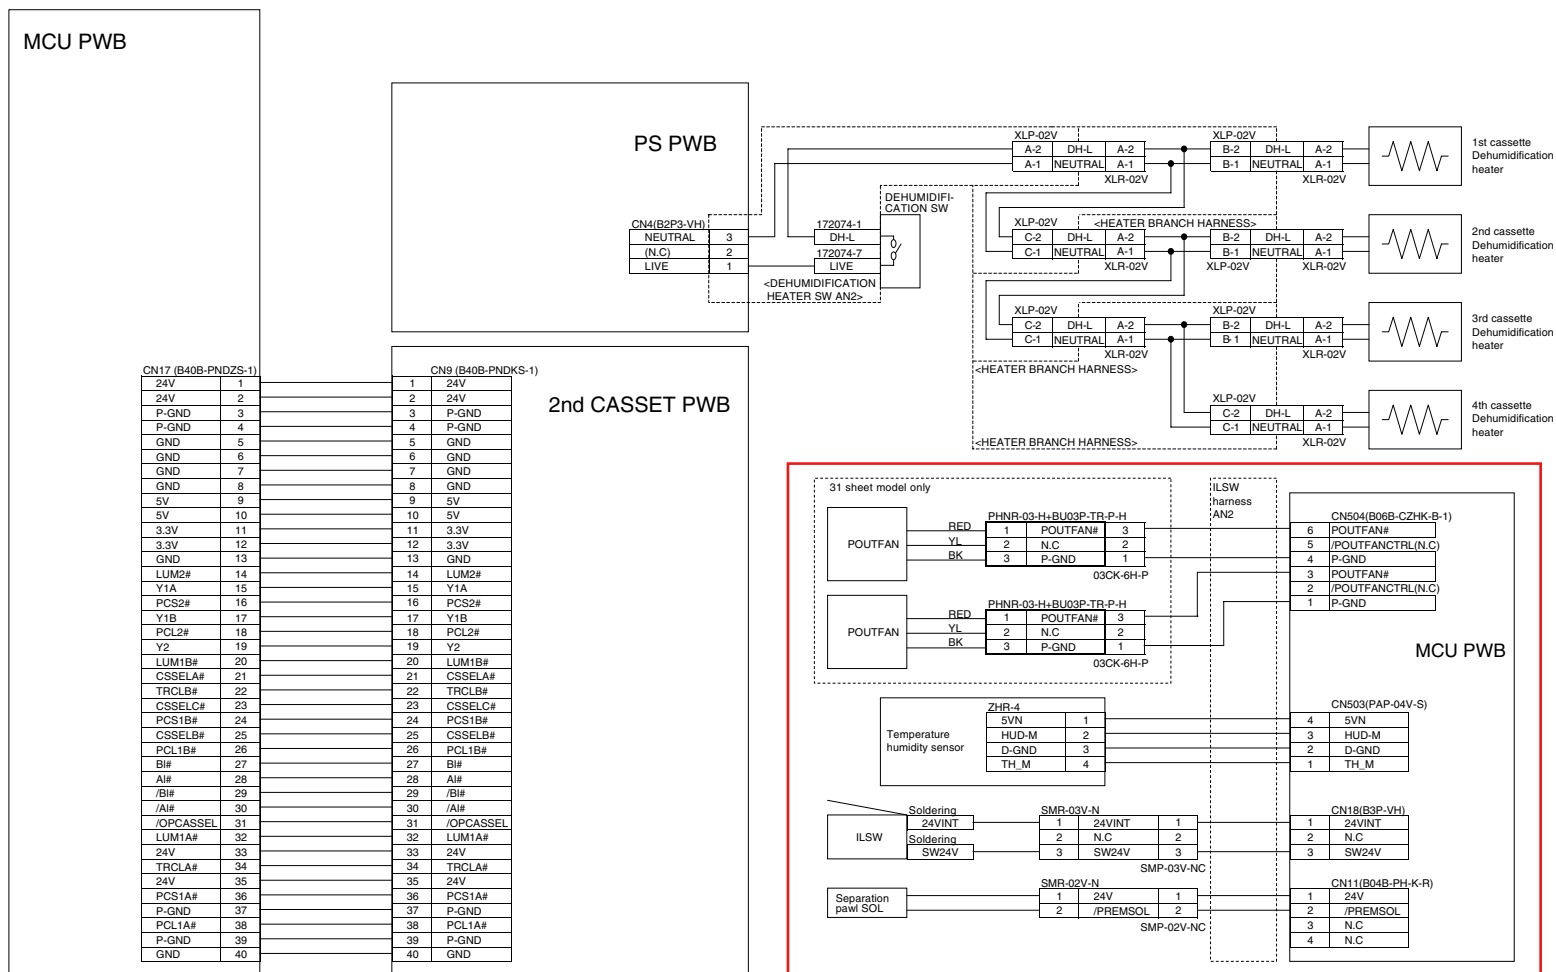 MCU PWB
PS PWB
CN4(B2P3-VH)
NEUTRAL 3
(N.C) 2
LIVE 1
172074-1
DH-L
172074-7
LIVE
DEHUMIDIFI-
CATION SW
<DEHUMIDIFICATION
HEATER SW AN2>
XLP-02V XLP-02V
A-2 DH-L A-2 B-2 DH-L A-2
A-1 NEUTRAL A-1 B-1 NEUTRAL A-1
XLR-02V XLR-02V
1st cassette
Dehumidification
heater
XLP-02V <HEATER BRANCH HARNESS>
C-2 DH-L A-2 B-2 DH-L A-2
C-1 NEUTRAL A-1 B-1 NEUTRAL A-1
XLR-02V XLP-02V XLR-02V
2nd cassette
Dehumidification
heater
XLP-02V XLP-02V
C-2 DH-L A-2 B-2 DH-L A-2
C-1 NEUTRAL A-1 B-1 NEUTRAL A-1
XLR-02V XLR-02V
<HEATER BRANCH HARNESS>
3rd cassette
Dehumidification
heater
XLP-02V
C-2 DH-L A-2
C-1 NEUTRAL A-1
XLR-02V
<HEATER BRANCH HARNESS>
4th cassette
Dehumidification
heater
2nd CASSET PWB
CN17 (B40B-PNDZS-1) CN9 (B40B-PNDKS-1)
24V 1 1 24V
24V 2 2 24V
P-GND 3 3 P-GND
P-GND 4 4 P-GND
GND 5 5 GND
GND 6 6 GND
GND 7 7 GND
GND 8 8 GND
5V 9 9 5V
5V 10 10 5V
3.3V 11 11 3.3V
3.3V 12 12 3.3V
GND 13 13 GND
LUM2# 14 14 LUM2#
Y1A 15 15 Y1A
PCS2# 16 16 PCS2#
Y1B 17 17 Y1B
PCL2# 18 18 PCL2#
Y2 19 19 Y2
LUM1B# 20 20 LUM1B#
CSSELA# 21 21 CSSELA#
TRCLB# 22 22 TRCLB#
CSSELC# 23 23 CSSELC#
PCS1B# 24 24 PCS1B#
CSSELB# 25 25 CSSELB#
PCL1B# 26 26 PCL1B#
BI# 27 27 BI#
AI# 28 28 AI#
/BI# 29 29 /BI#
/AI# 30 30 /AI#
/OPCASSEL 31 31 /OPCASSEL
LUM1A# 32 32 LUM1A#
24V 33 33 24V
TRCLA# 34 34 TRCLA#
24V 35 35 24V
PCS1A# 36 36 PCS1A#
P-GND 37 37 P-GND
PCL1A# 38 38 PCL1A#
P-GND 39 39 P-GND
GND 40 40 GND
31 sheet model only
ILSW
harness
AN2
POUTFAN
RED
YL
BK
PHNR-03-H+BU03P-TR-P-H
1 POUTFAN# 3
2 N.C 2
3 P-GND 1
03CK-6H-P
POUTFAN
RED
YL
BK
PHNR-03-H+BU03P-TR-P-H
1 POUTFAN# 3
2 N.C 2
3 P-GND 1
03CK-6H-P
CN504(B06B-CZHK-B-1)
6 POUTFAN#
5 /POUTFANCTRL(N.C)
4 P-GND
3 POUTFAN#
2 /POUTFANCTRL(N.C)
1 P-GND
MCU PWB
Temperature
humidity sensor
ZHR-4
5VN 1
HUD-M 2
D-GND 3
TH_M 4
CN503(PAP-04V-S)
4 5VN
3 HUD-M
2 D-GND
1 TH_M
ILSW
Soldering
24VINT
Soldering
SW24V
SMR-03V-N
1 24VINT 1
2 N.C 2
3 SW24V 3
SMP-03V-NC
CN18(B3P-VH)
1 24VINT
2 N.C
3 SW24V
Separation
pawl SOL
SMR-02V-N
1 24V 1
2 /PREMSOL 2
SMP-02V-NC
CN11(B04B-PH-K-R)
1 24V
2 /PREMSOL
3 N.C
4 N.C